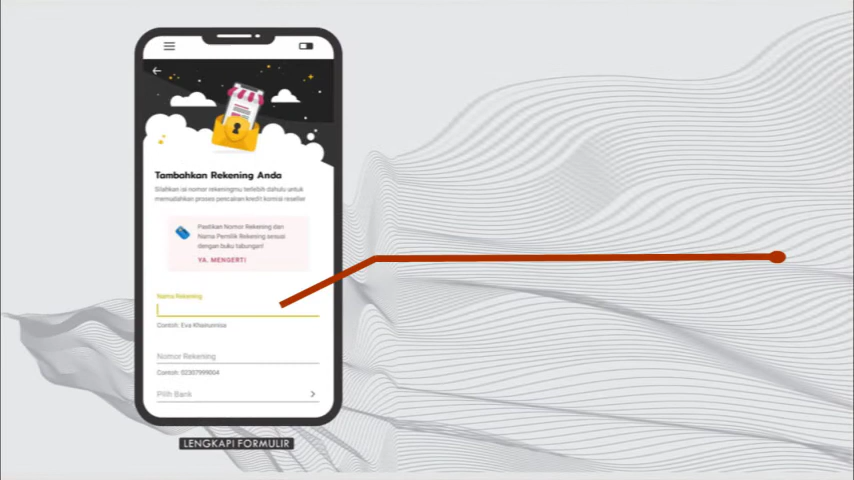 Tambahkan Rekening Anda
Silahkan isi nomor rekeningmu terlebih dahulu untuk
memudahkan proses pencairan kredit komisi reseller
Pastikan Nomor Rekening dan
Nama Pemilik Rekening sesuai
dengan buku tabungan!
YA, MENGERTI
Nama Rekening
Contoh: Eva Khasrunnisa
Nomor Rekening
Contoh: 02307999004
Pilih Bank
LENGKAPI FORMULIR